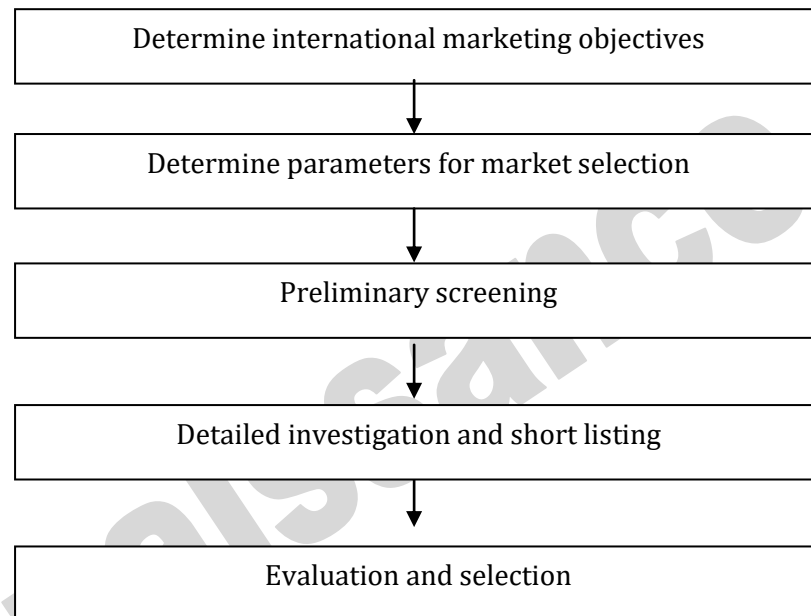 Determine international marketing objectives
Determine parameters for market selection
Preliminary screening
Detailed investigation and short listing
Evaluation and selection